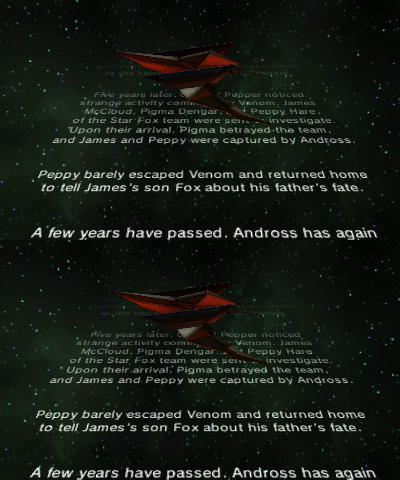 Five years later, Pepper noticed
strange activity Venom. James
McCloud, Pigma Dengar, Peppy Hare
of the Star Fox team were sent investigate.
Upon their arrival, Pigma betrayed the team,
and James and Peppy were captured by Andross.
Peppy barely escaped Venom and returned home
to tell James's son Fox about his father's fate.
A few years have passed. Andross has again
Five years later, Pepper noticed
strange activity Venom. James
McCloud, Pigma Dengar, Peppy Hare
of the Star Fox team were sent investigate.
Upon their arrival, Pigma betrayed the team,
and James and Peppy were captured by Andross.
Peppy barely escaped Venom and returned home
to tell James's son Fox about his father's fate.
A few years have passed. Andross has again